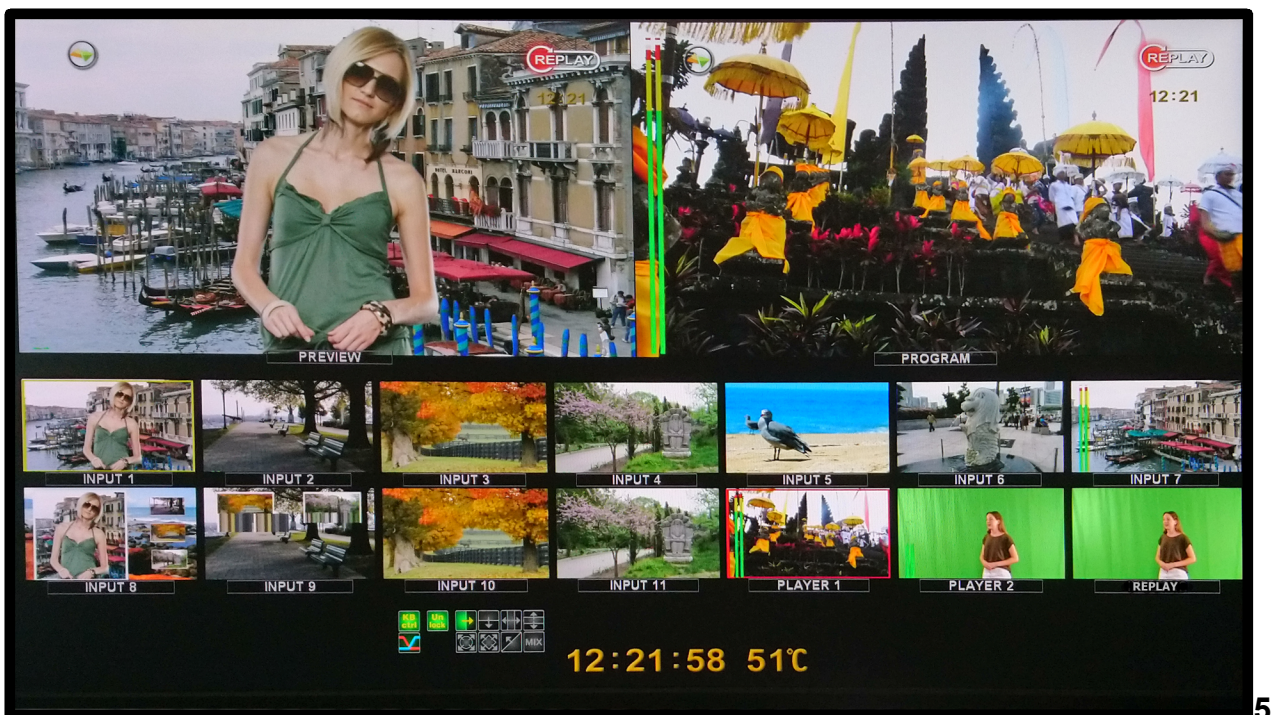 REPLAY
12:21
HOTEL MARCONI
REPLAY
12:21
PREVIEW
PROGRAM
INPUT 1
INPUT 2
INPUT 3
INPUT 4
INPUT 5
INPUT 6
INPUT 7
INPUT 8
INPUT 9
INPUT 10
INPUT 11
PLAYER 1
PLAYER 2
REPLAY
KB
ctrl
Un
lock
MIX
12:21:58 51℃
5